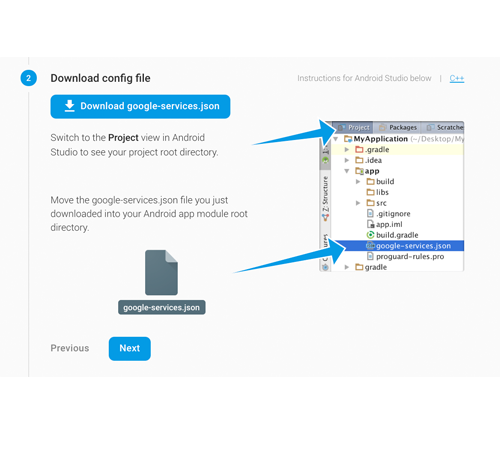 2
Download config file
Instructions for Android Studio below | C++
Download google-services.json
Switch to the Project view in Android
Studio to see your project root directory.
Move the google-services.json file you just
downloaded into your Android app module root
directory.
google-services.json
Previous
Next
Project Packages Scratche
MyApplication (~/Desktop/My
.gradle
.idea
app
build
libs
src
.gitignore
app.iml
build.gradle
google-services.json
proguard-rules.pro
gradle
Z: Structure